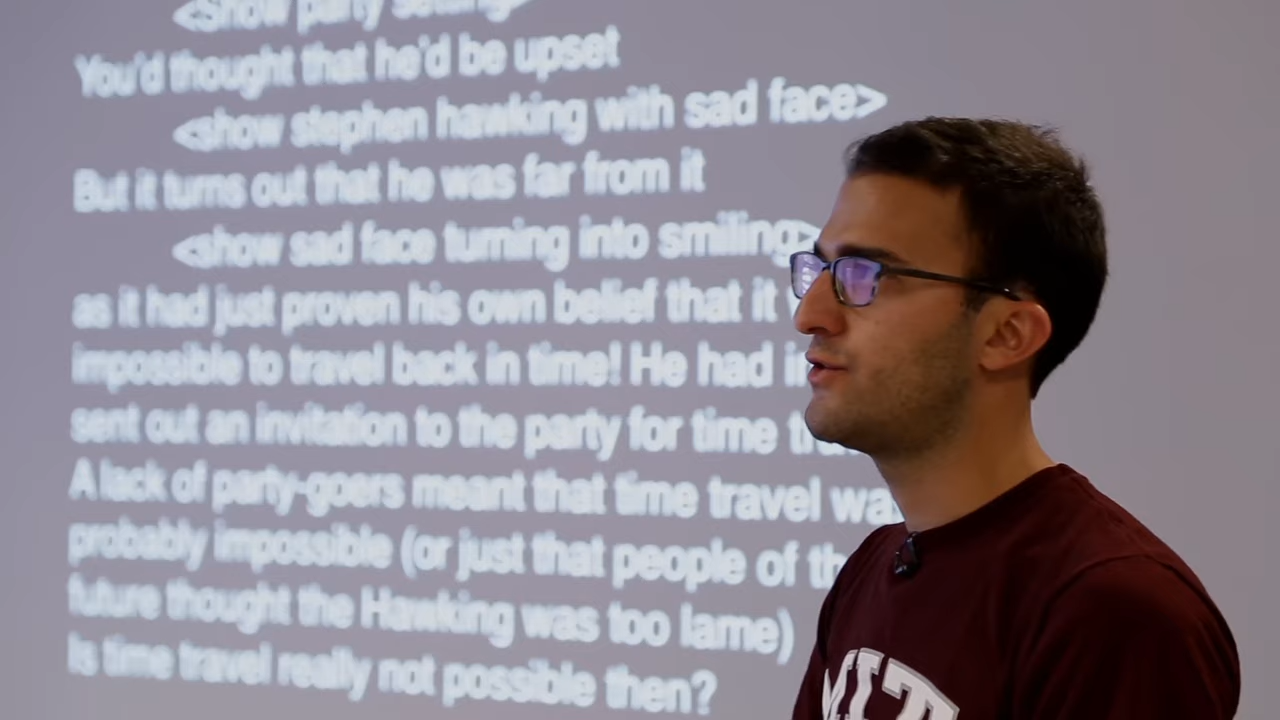 <show party setting>
You'd thought that he'd be upset
<show stephen hawking with sad face>
But it turns out that he was far from it
<show sad face turning into smiling>
as it had just proven his own belief that it
impossible to travel back in time! He had
sent out an invitation to the party for time
A lack of party-goers meant that time travel
probably impossible (or just that people of
future thought the Hawking was too lame)
Is time travel really not possible then?
MIT